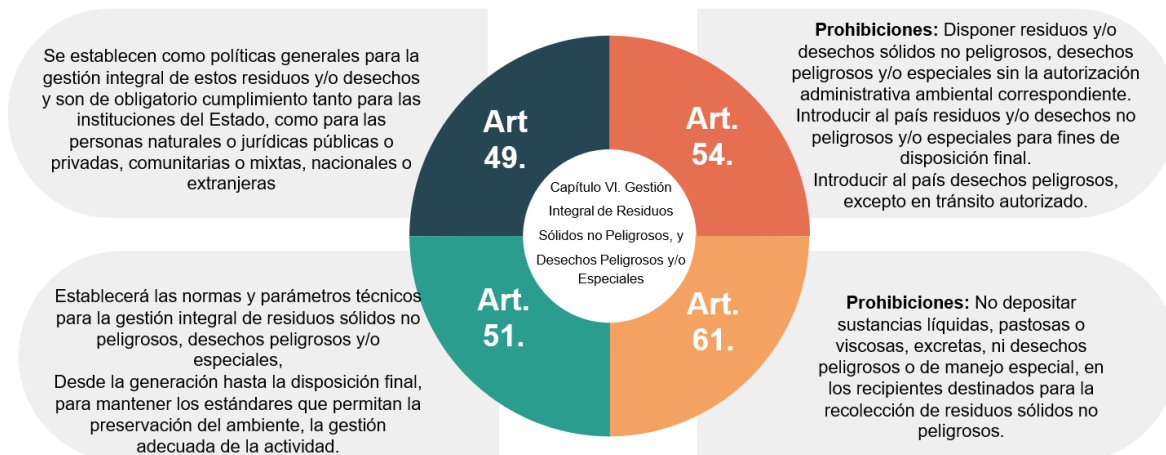 Se establecen como políticas generales para la
gestión integral de estos residuos y/o desechos
y son de obligatorio cumplimiento tanto para las
instituciones del Estado, como para las
personas naturales o jurídicas públicas o
privadas, comunitarias o mixtas, nacionales o
extranjeras
Art
49.
Art.
54.
Prohibiciones: Disponer residuos y/o
desechos sólidos no peligrosos, desechos
peligrosos y/o especiales sin la autorización
administrativa ambiental correspondiente.
Introducir al país residuos y/o desechos no
peligrosos y/o especiales para fines de
disposición final.
Introducir al país desechos peligrosos,
excepto en tránsito autorizado.
Capítulo VI. Gestión
Integral de Residuos
Sólidos no Peligrosos, y
Desechos Peligrosos y/o
Especiales
Establecerá las normas y parámetros técnicos
para la gestión integral de residuos sólidos no
peligrosos, desechos peligrosos y/o
especiales,
Desde la generación hasta la disposición final,
para mantener los estándares que permitan la
preservación del ambiente, la gestión
adecuada de la actividad.
Art.
51.
Art.
61.
Prohibiciones: No depositar
sustancias líquidas, pastosas o
viscosas, excretas, ni desechos
peligrosos o de manejo especial, en
los recipientes destinados para la
recolección de residuos sólidos no
peligrosos.